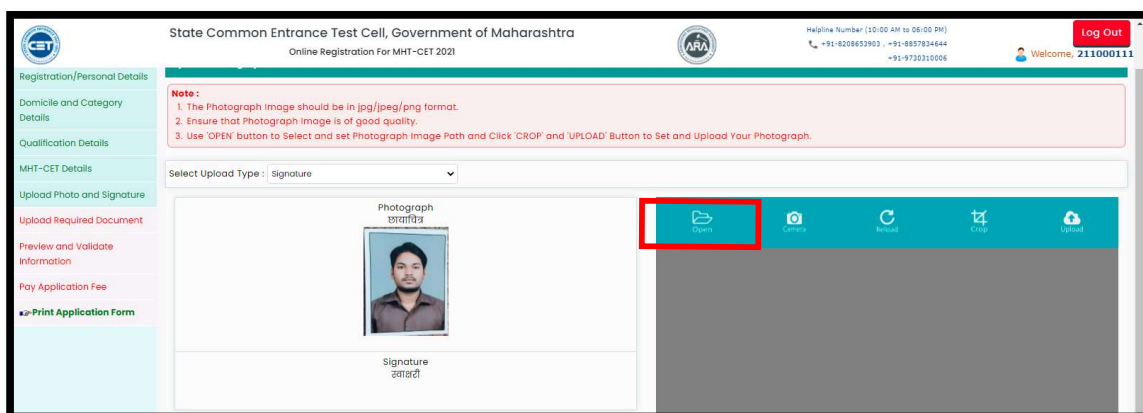 CET
State Common Entrance Test Cell, Government of Maharashtra
Online Registration For MHT-CET 2021
ARA
Helpline Number (10:00 AM to 06:00 PM)
+91-8208653903 , +91-8857834644
+91-9730310006
Log Out
Welcome, 211000111
Registration/Personal Details
Domicile and Category
Details
Qualification Details
MHT-CET Details
Upload Photo and Signature
Upload Required Document
Preview and Validate
Information
Pay Application Fee
Print Application Form
Note :
1. The Photograph Image should be in jpg/jpeg/png format.
2. Ensure that Photograph Image is of good quality.
3. Use 'OPEN' button to Select and set Photograph Image Path and Click 'CROP' and 'UPLOAD' Button to Set and Upload Your Photograph.
Select Upload Type : Signature
Photograph
छायाचित्र
Signature
स्वाक्षरी
Open
Camera
Reload
Crop
Upload